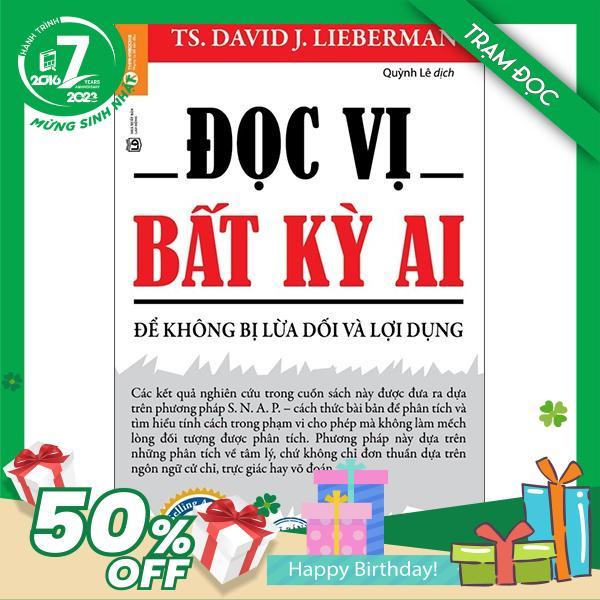 HÀNH TRÌNH
7
YEARS
ANNIVERSARY
2016
2023
MỪNG SINH NHẬT
TRẠM ĐỌC
TS. DAVID J. LIEBERMAN
Quỳnh Lê dịch
ĐỌC VỊ
BẤT KỲ AI
ĐỂ KHÔNG BỊ LỪA DỐI VÀ LỢI DỤNG
Các kết quả nghiên cứu trong cuốn sách này được đưa ra dựa
trên phương pháp S. N. A. P. – cách thức bài bản để phân tích và
tìm hiểu tính cách trong phạm vi cho phép mà không làm mếch
lòng đối tượng được phân tích. Phương pháp này dựa trên
những phân tích về tâm lý, chứ không chỉ đơn thuần dựa trên
ngôn ngữ cử chỉ, trực giác hay võ đoán.
50%
OFF
Happy Birthday!